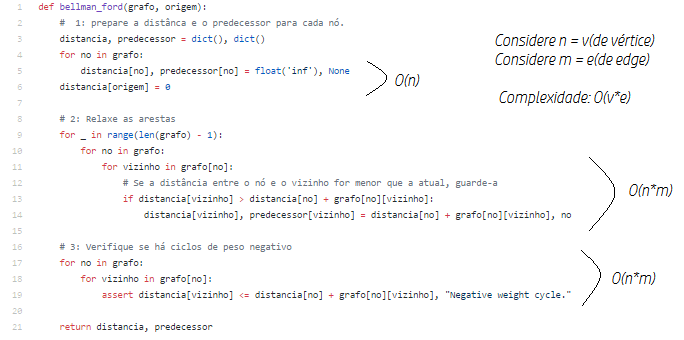 1 def bellman_ford(grafo, origem):
2 # 1: prepare a distânca e o predecessor para cada nó.
3 distancia, predecessor = dict(), dict()
4 for no in grafo:
5 distancia[no], predecessor[no] = float('inf'), None
6 distancia[origem] = 0
7
8 # 2: Relaxe as arestas
9 for _ in range(len(grafo) - 1):
10 for no in grafo:
11 for vizinho in grafo[no]:
12 # Se a distância entre o nó e o vizinho for menor que a atual, guarde-a
13 if distancia[vizinho] > distancia[no] + grafo[no][vizinho]:
14 distancia[vizinho], predecessor[vizinho] = distancia[no] + grafo[no][vizinho], no
15
16 # 3: Verifique se há ciclos de peso negativo
17 for no in grafo:
18 for vizinho in grafo[no]:
19 assert distancia[vizinho] <= distancia[no] + grafo[no][vizinho], "Negative weight cycle."
20
21 return distancia, predecessor
Considere n = v(de vértice)
Considere m = e(de edge)
Complexidade: O(v*e)
O(n)
O(n*m)
O(n*m)